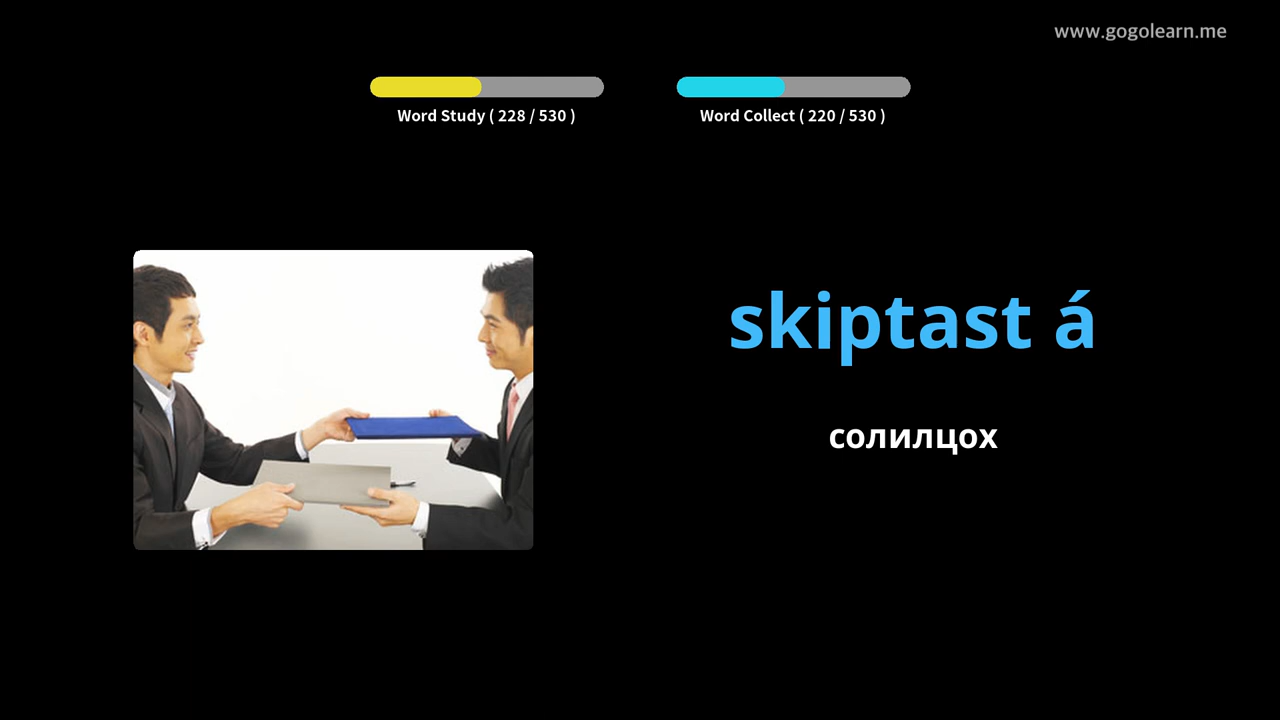 www.gogolearn.me
Word Study ( 228 / 530 )
Word Collect ( 220 / 530 )
skiptast á
солилцох